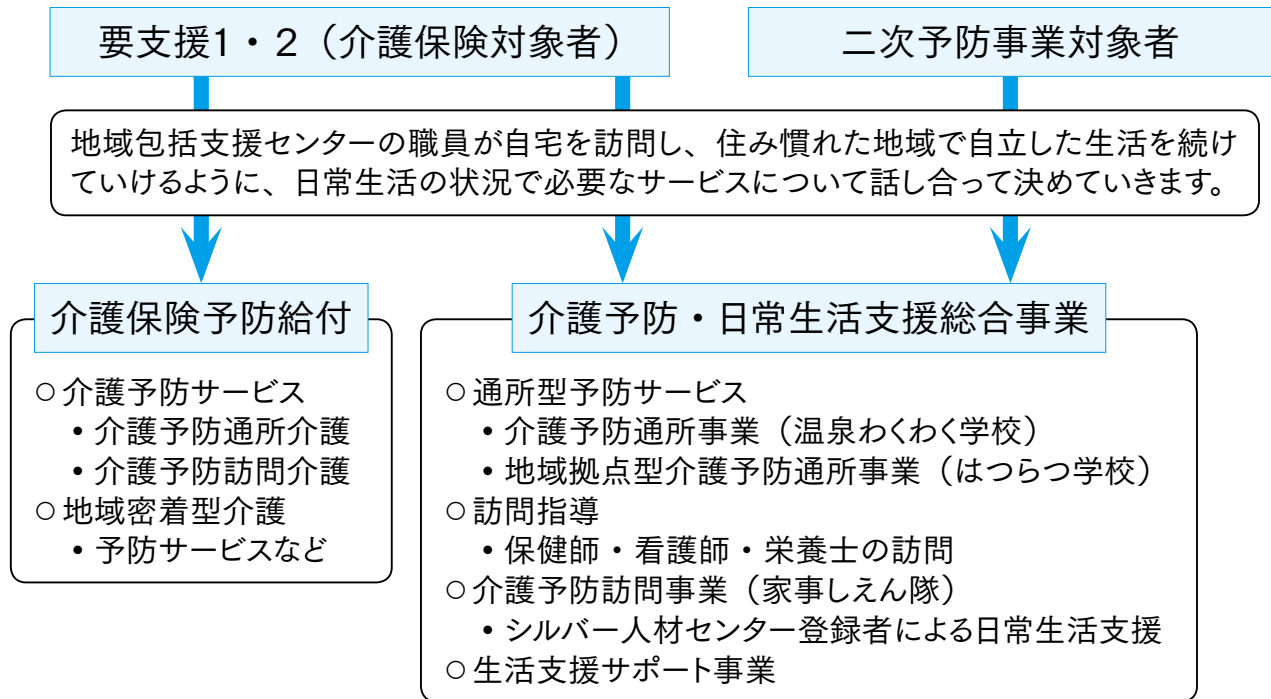 要支援1・2（介護保険対象者）
二次予防事業対象者
地域包括支援センターの職員が自宅を訪問し、住み慣れた地域で自立した生活を続け
ていけるように、日常生活の状況で必要なサービスについて話し合って決めていきます。
介護保険予防給付
○介護予防サービス
・介護予防通所介護
・介護予防訪問介護
○地域密着型介護
・予防サービスなど
介護予防・日常生活支援総合事業
○通所型予防サービス
・介護予防通所事業（温泉わくわく学校）
・地域拠点型介護予防通所事業（はつらつ学校）
○訪問指導
・保健師・看護師・栄養士の訪問
○介護予防訪問事業（家事しえん隊）
・シルバー人材センター登録者による日常生活支援
○生活支援サポート事業